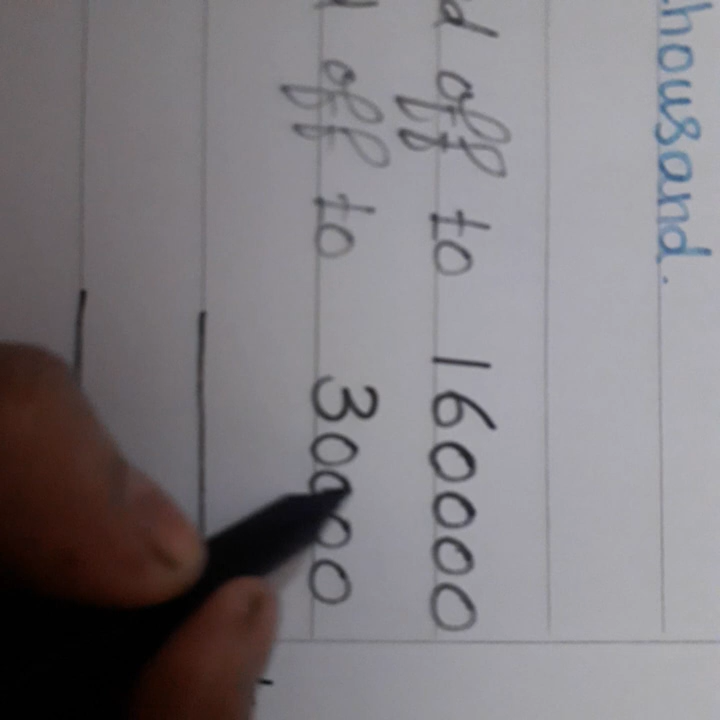 housand.
d off to 160000
d off to 30000